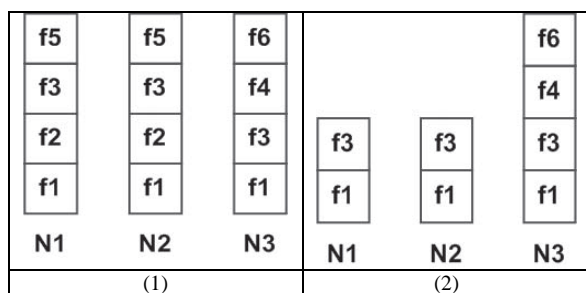 f5 f5 f6
f3 f3 f4
f2 f2 f3
f1 f1 f1
N1 N2 N3
(1)
f6
f4
f3 f3 f3
f1 f1 f1
N1 N2 N3
(2)